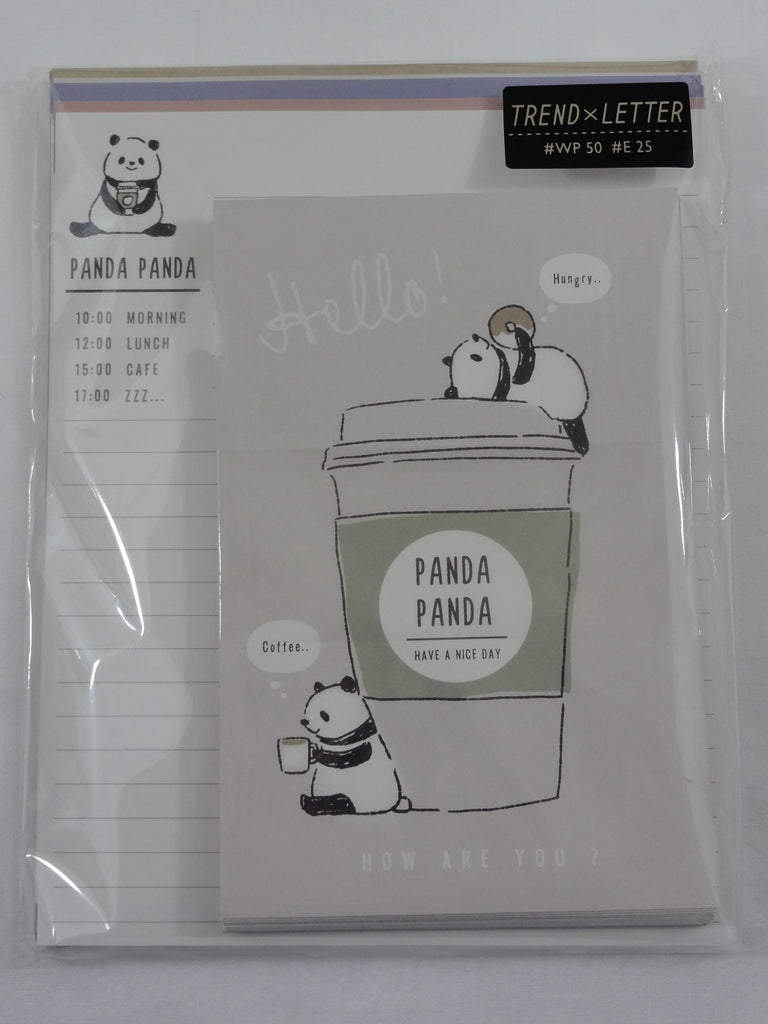 TREND×LETTER
#WP 50 #E 25
PANDA PANDA
10:00 MORNING
12:00 LUNCH
15:00 CAFE
17:00 ZZZ...
Hello!
Hungry..
PANDA
PANDA
HAVE A NICE DAY
Coffee..
HOW ARE YOU ?